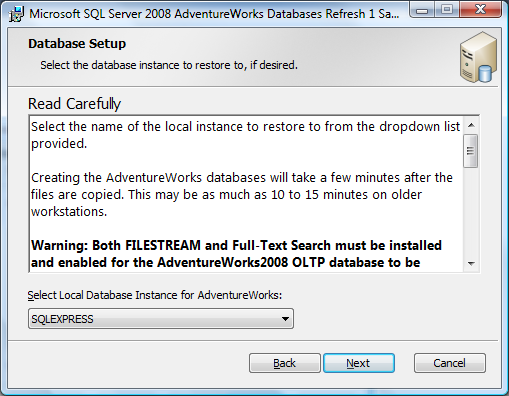 Microsoft SQL Server 2008 AdventureWorks Databases Refresh 1 Sa...
Database Setup
Select the database instance to restore to, if desired.
Read Carefully
Select the name of the local instance to restore to from the dropdown list
provided.
Creating the AdventureWorks databases will take a few minutes after the
files are copied. This may be as much as 10 to 15 minutes on older
workstations.
Warning: Both FILESTREAM and Full-Text Search must be installed
and enabled for the AdventureWorks2008 OLTP database to be
Select Local Database Instance for AdventureWorks:
SQLEXPRESS
Back Next Cancel